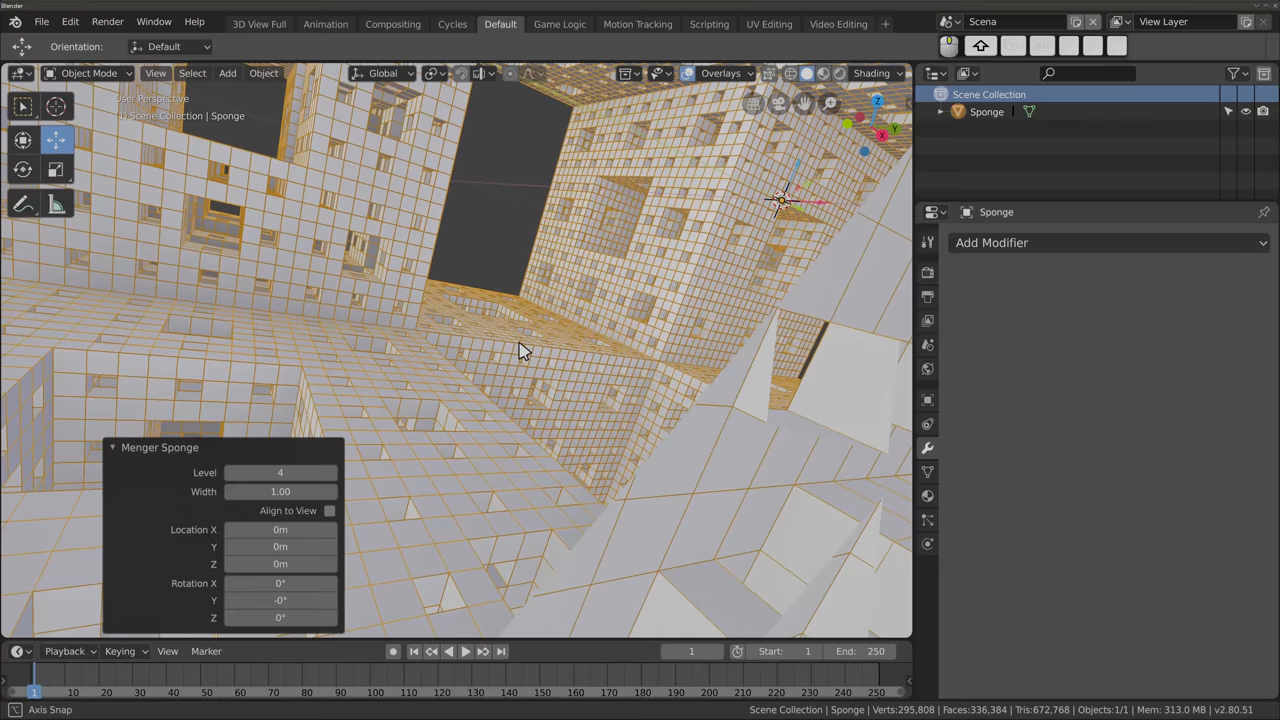 Blender
File Edit Render Window Help
3D View Full Animation Compositing Cycles Default Game Logic Motion Tracking Scripting UV Editing Video Editing +
Scena
View Layer
Orientation: Default
Object Mode View Select Add Object
Global
Overlays
Shading
User Perspective
(1) Scene Collection | Sponge
Z
Y
X
Scene Collection
Sponge
Sponge
Add Modifier
Menger Sponge
Level 4
Width 1.00
Align to View
Location X 0m
Y 0m
Z 0m
Rotation X 0°
Y -0°
Z 0°
Playback Keying View Marker
1
Start: 1
End: 250
1 10 20 30 40 50 60 70 80 90 100 110 120 130 140 150 160 170 180 190 200 210 220 230 240 250
Axis Snap
Scene Collection | Sponge | Verts:295,808 | Faces:336,384 | Tris:672,768 | Objects:1/1 | Mem: 313.0 MB | v2.80.51